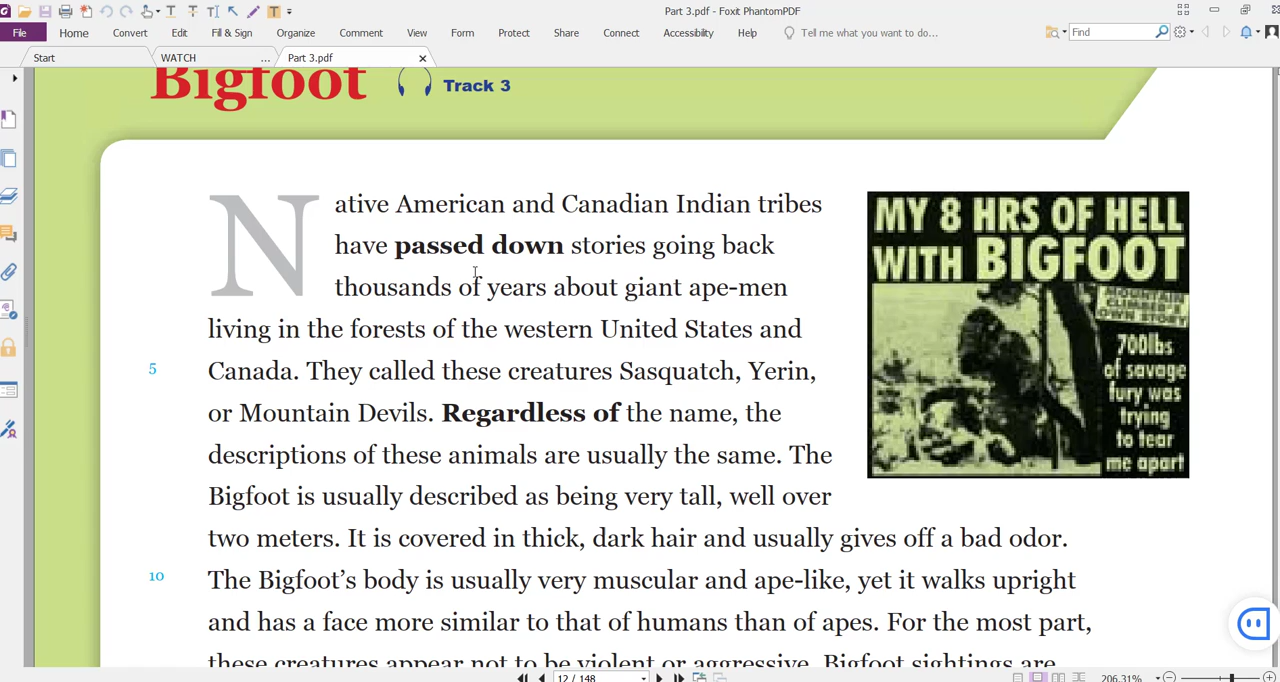 Part 3.pdf - Foxit PhantomPDF
File Home Convert Edit Fill & Sign Organize Comment View Form Protect Share Connect Accessibility Help Tell me what you want to do... Find
Start WATCH ... Part 3.pdf
Bigfoot Track 3
Native American and Canadian Indian tribes
have passed down stories going back
thousands of years about giant ape-men
living in the forests of the western United States and
5 Canada. They called these creatures Sasquatch, Yerin,
or Mountain Devils. Regardless of the name, the
descriptions of these animals are usually the same. The
Bigfoot is usually described as being very tall, well over
two meters. It is covered in thick, dark hair and usually gives off a bad odor.
10 The Bigfoot's body is usually very muscular and ape-like, yet it walks upright
and has a face more similar to that of humans than of apes. For the most part,
these creatures appear not to be violent or aggressive. Bigfoot sightings are
MY 8 HRS OF HELL
WITH BIGFOOT
MOUNTAIN
CLIMBER'S
OWN STORY
700lbs
of savage
fury was
trying
to tear
me apart
12 / 148
206.31%